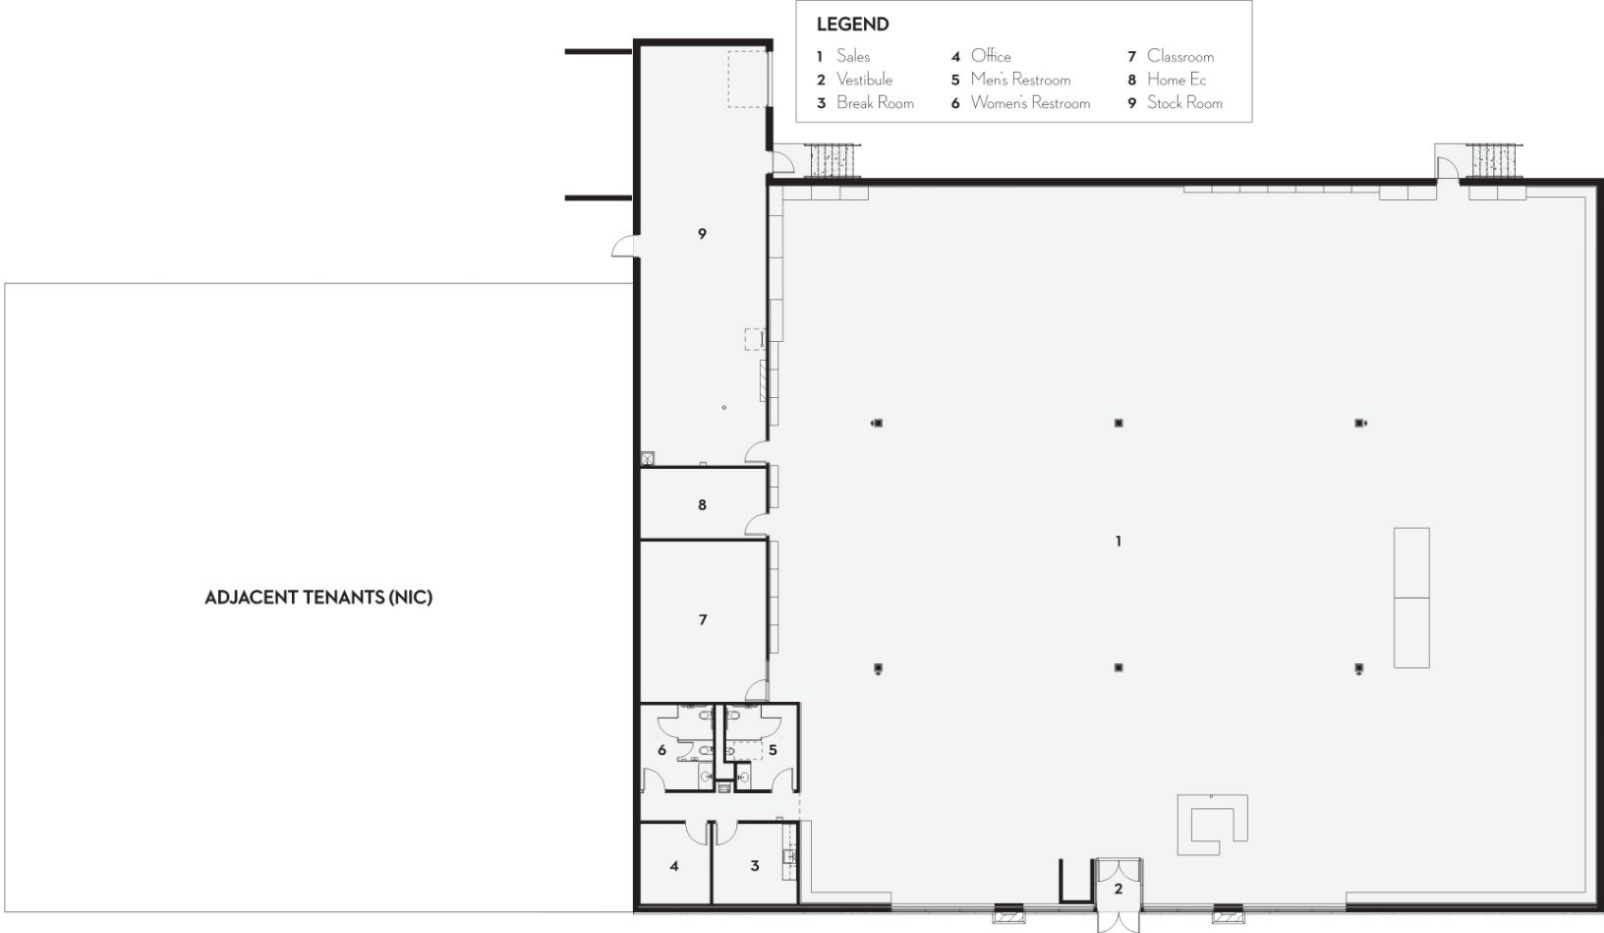 LEGEND
1 Sales 4 Office 7 Classroom
2 Vestibule 5 Men's Restroom 8 Home Ec
3 Break Room 6 Women's Restroom 9 Stock Room
9
8
1
ADJACENT TENANTS (NIC)
7
6 5
4 3
2